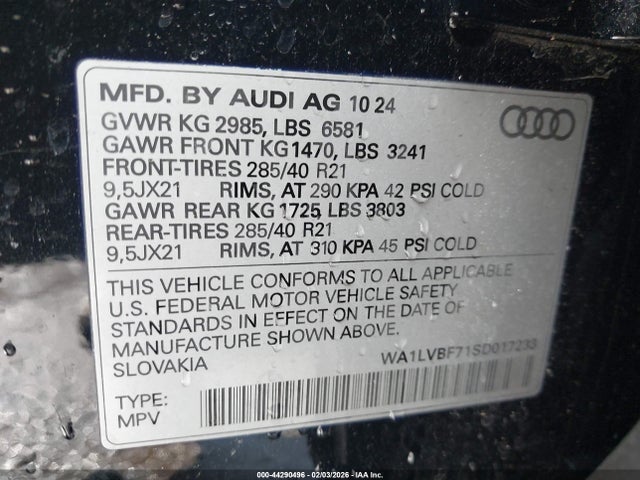 MFD. BY AUDI AG 10 24
GVWR KG 2985, LBS 6581
GAWR FRONT KG1470, LBS 3241
FRONT-TIRES 285/40 R21
9,5JX21 RIMS, AT 290 KPA 42 PSI COLD
GAWR REAR KG 1725, LBS 3803
REAR-TIRES 285/40 R21
9,5JX21 RIMS, AT 310 KPA 45 PSI COLD
THIS VEHICLE CONFORMS TO ALL APPLICABLE
U.S. FEDERAL MOTOR VEHICLE SAFETY
STANDARDS IN EFFECT ON THE DATE OF
MANUFACTURE SHOWN ABOVE.
SLOVAKIA WA1LVBF71SD017233
TYPE:
MPV
000-44290496 - 02/03/2026 - IAA Inc.